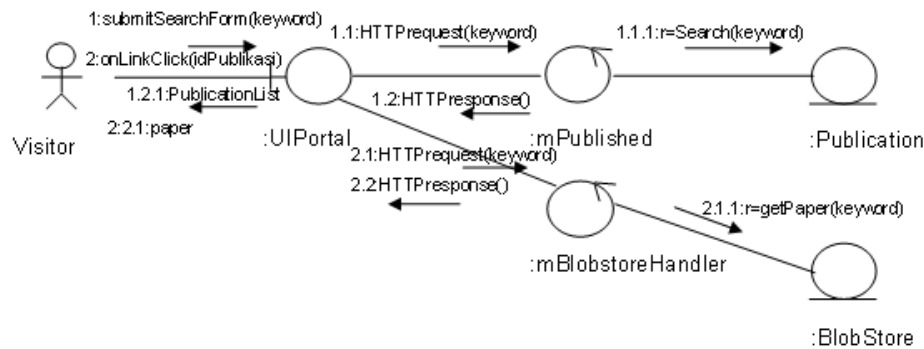 1:submitSearchForm(keyword)
1.1:HTTPrequest(keyword)
1.1.1:r=Search(keyword)
2:onLinkClick(idPublikasi)
1.2.1:PublicationList
1.2:HTTPresponse()
2:2.1:paper
Visitor
:UIPortal
:mPublished
:Publication
2.1:HTTPrequest(keyword)
2.2:HTTPresponse()
2.1.1:r=getPaper(keyword)
:mBlobstoreHandler
:BlobStore